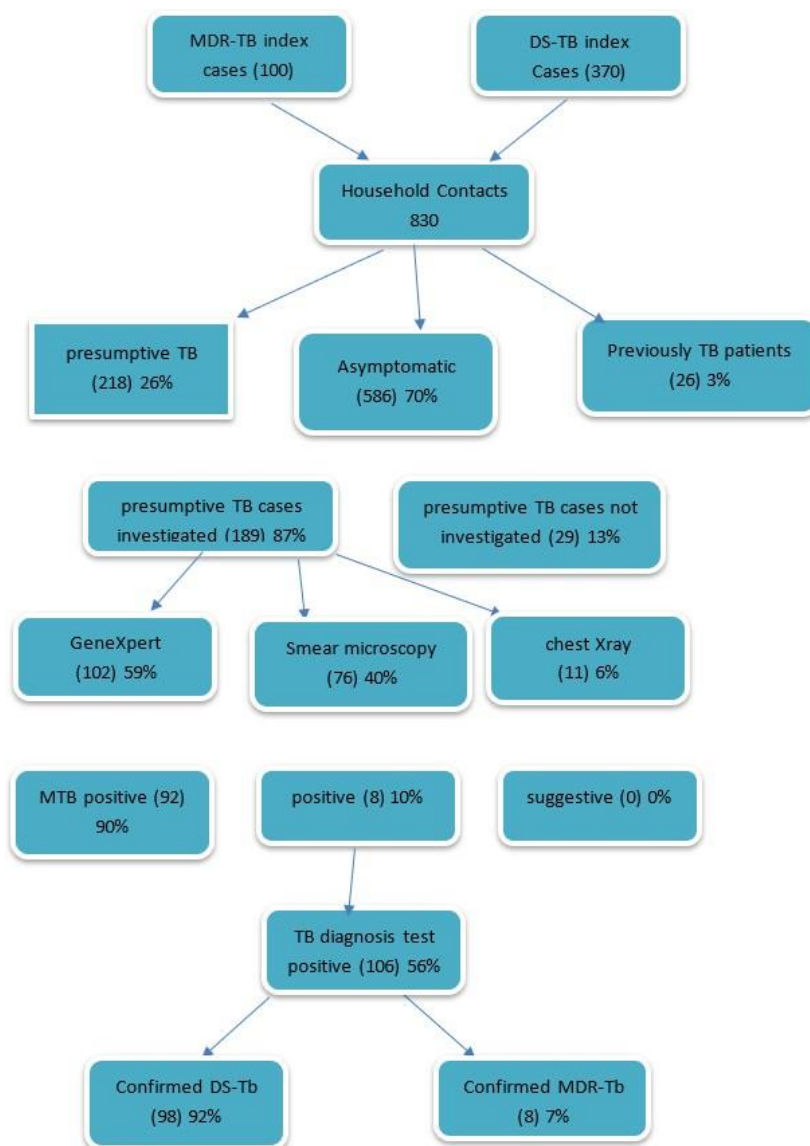 MDR-TB index
cases (100)
DS-TB index
Cases (370)
Household Contacts
830
presumptive TB
(218) 26%
Asymptomatic
(586) 70%
Previously TB patients
(26) 3%
presumptive TB cases
investigated (189) 87%
presumptive TB cases not
investigated (29) 13%
GeneXpert
(102) 59%
Smear microscopy
(76) 40%
chest Xray
(11) 6%
MTB positive (92)
90%
positive (8) 10%
suggestive (0) 0%
TB diagnosis test
positive (106) 56%
Confirmed DS-Tb
(98) 92%
Confirmed MDR-Tb
(8) 7%